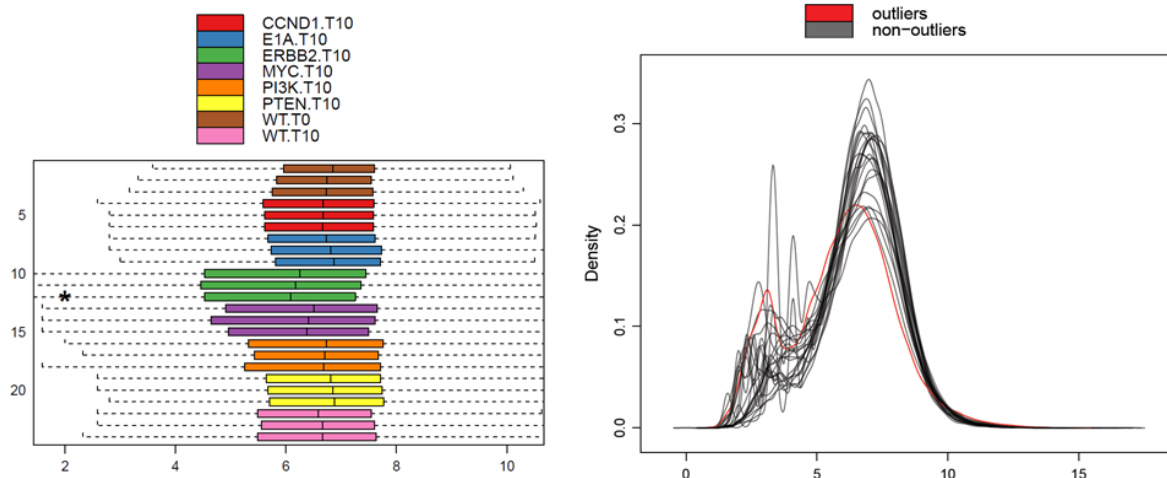 CCND1.T10
E1A.T10
ERBB2.T10
MYC.T10
PI3K.T10
PTEN.T10
WT.T0
WT.T10
5
10
*
15
20
2 4 6 8 10
outliers
non-outliers
Density
0.3
0.2
0.1
0.0
0 5 10 15